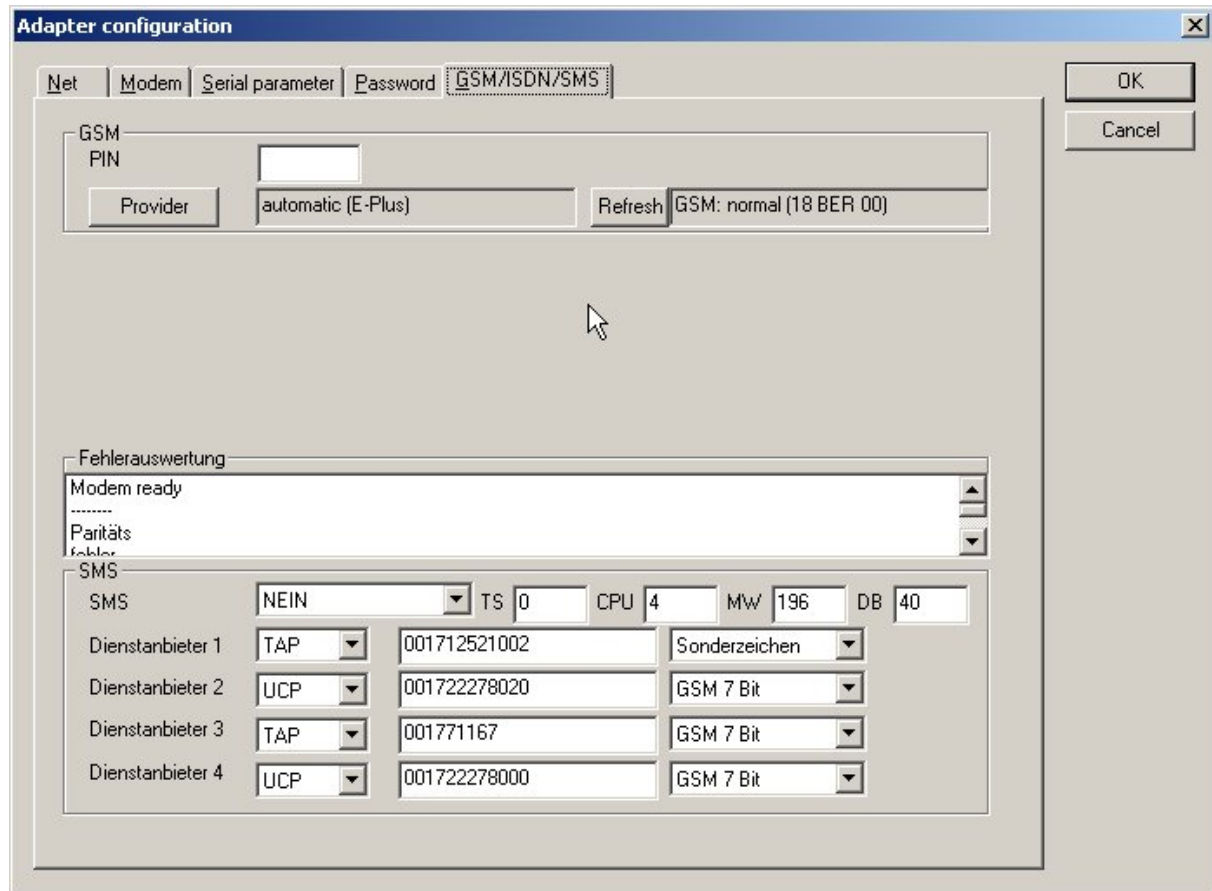 Adapter configuration
Net Modem Serial parameter Password GSM/ISDN/SMS
OK
Cancel
GSM
PIN
Provider automatic (E-Plus) Refresh GSM: normal (18 BER 00)
Fehlerauswertung
Modem ready
--------
Paritäts
fehler
SMS
SMS NEIN TS 0 CPU 4 MW 196 DB 40
Dienstanbieter 1 TAP 001712521002 Sonderzeichen
Dienstanbieter 2 UCP 001722278020 GSM 7 Bit
Dienstanbieter 3 TAP 001771167 GSM 7 Bit
Dienstanbieter 4 UCP 001722278000 GSM 7 Bit